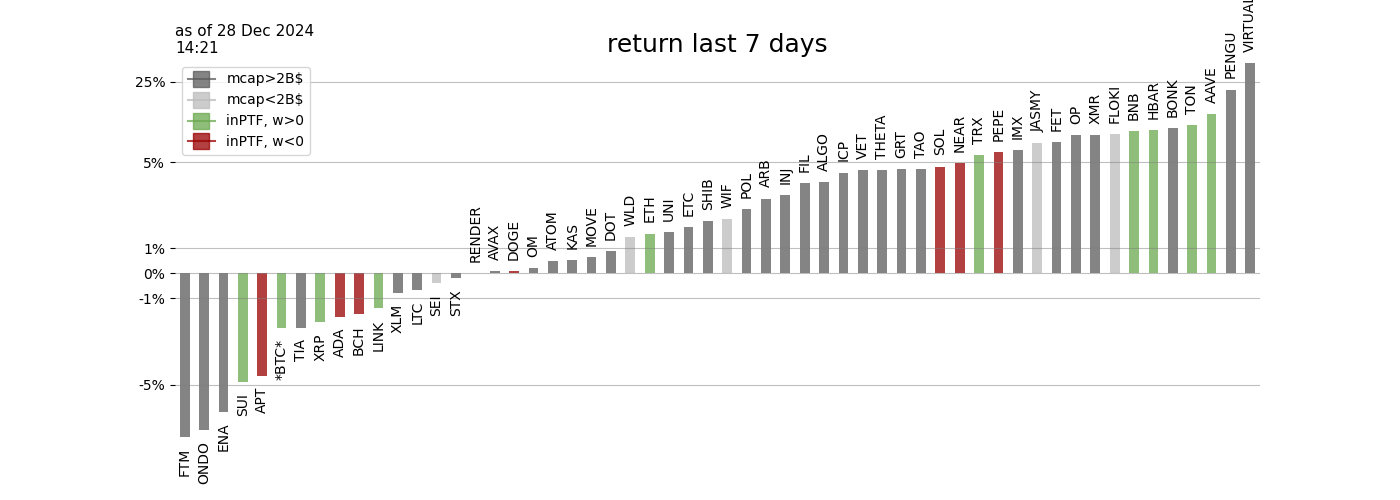 as of 28 Dec 2024
14:21
return last 7 days
mcap>2B$
mcap<2B$
inPTF, w>0
inPTF, w<0
25%
5%
1%
0%
-1%
-5%
FTM
ONDO
ENA
SUI
APT
*BTC*
TIA
XRP
ADA
BCH
LINK
XLM
LTC
SEI
STX
RENDER
AVAX
DOGE
OM
ATOM
KAS
MOVE
DOT
WLD
ETH
UNI
ETC
SHIB
WIF
POL
ARB
INJ
FIL
ALGO
ICP
VET
THETA
GRT
TAO
SOL
NEAR
TRX
PEPE
IMX
JASMY
FET
OP
XMR
FLOKI
BNB
HBAR
BONK
TON
AAVE
PENGU
VIRTUAL